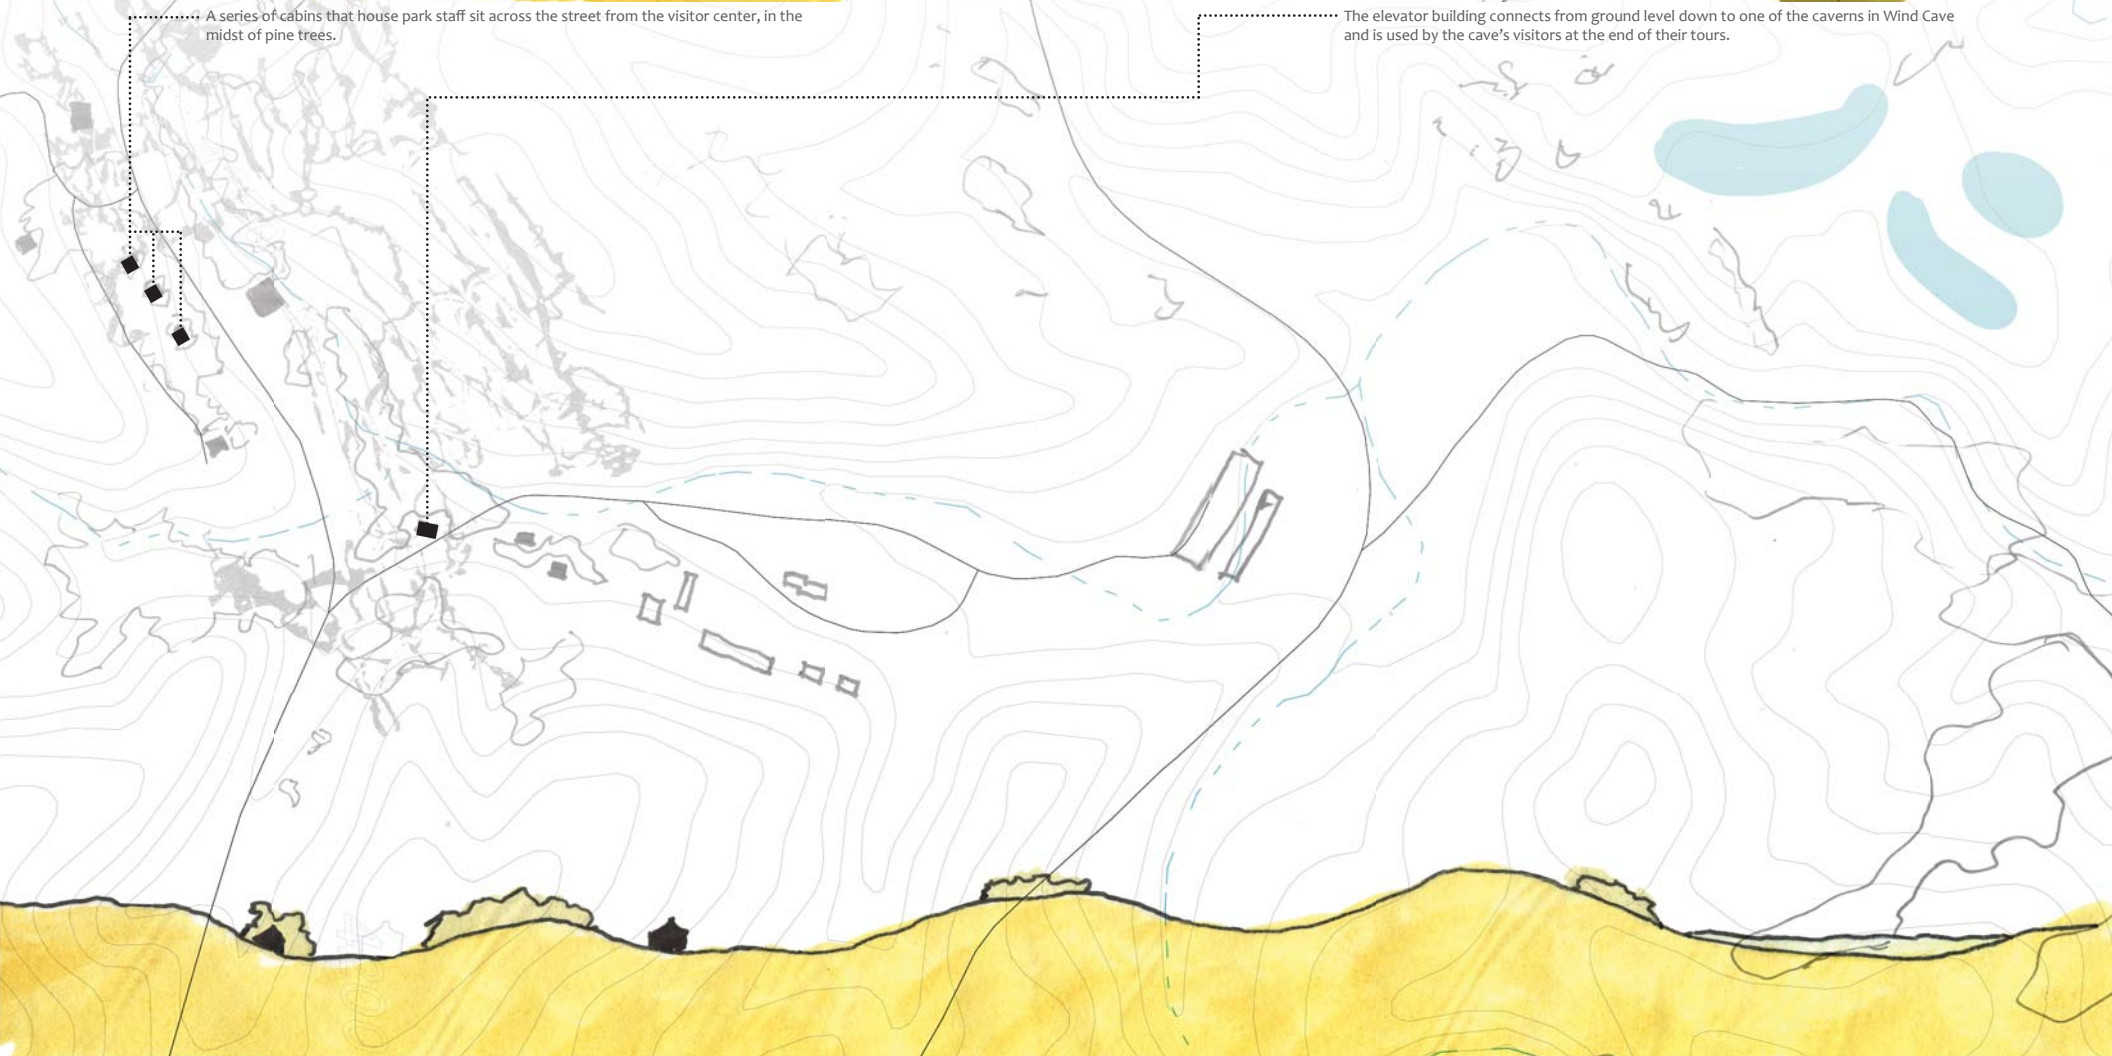 A series of cabins that house park staff sit across the street from the visitor center, in the
midst of pine trees.
The elevator building connects from ground level down to one of the caverns in Wind Cave
and is used by the cave’s visitors at the end of their tours.